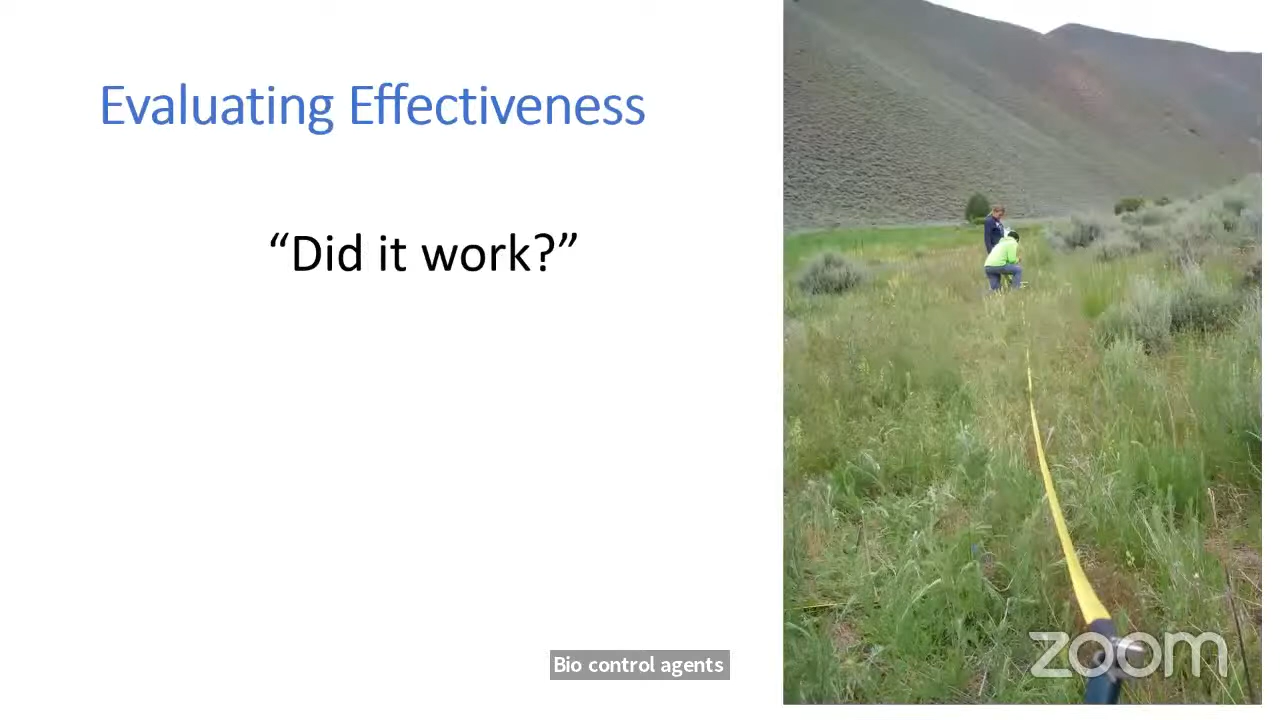 Evaluating Effectiveness
“Did it work?”
Bio control agents
zoom